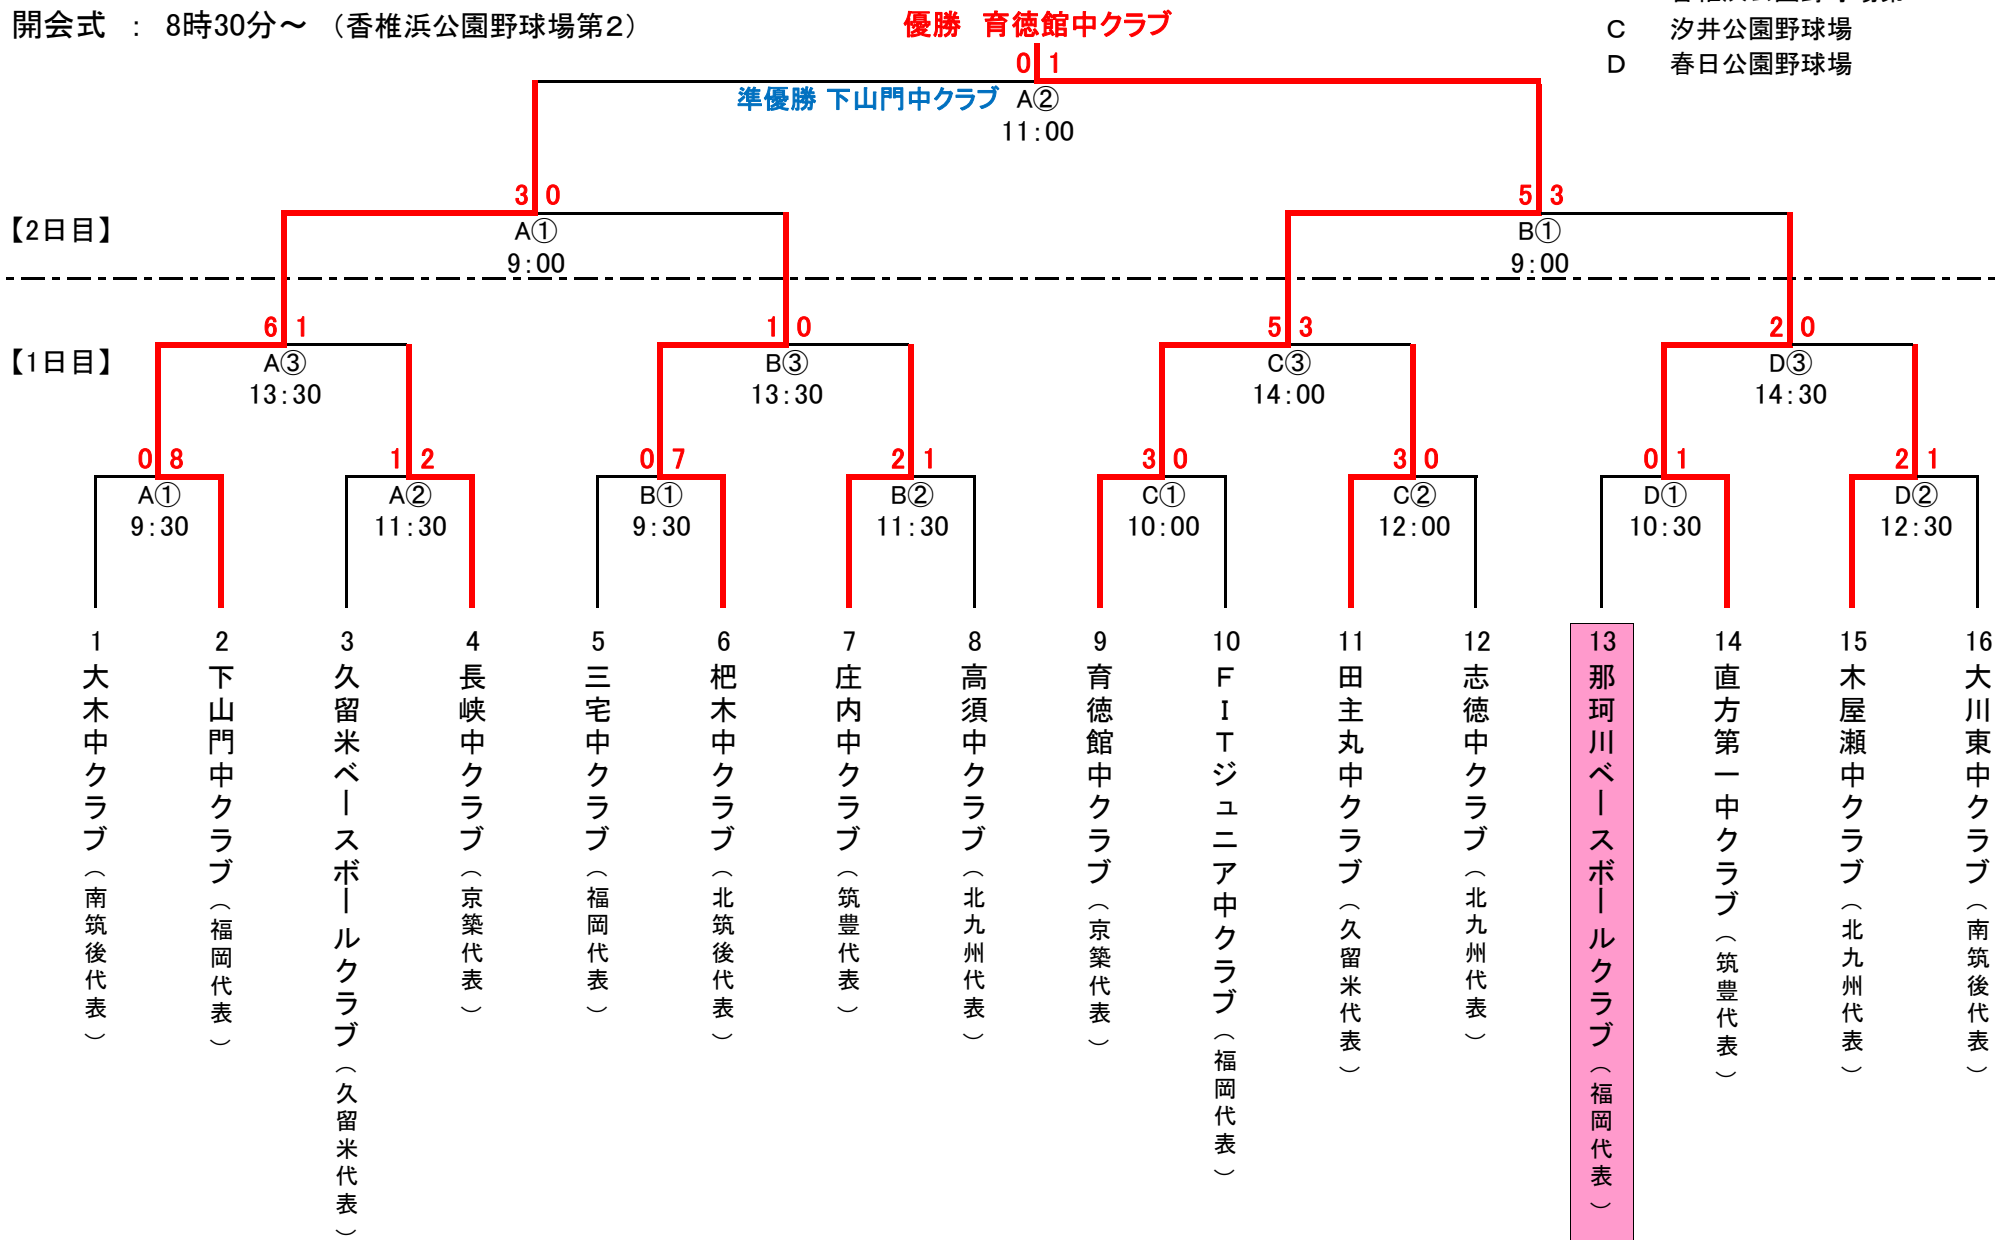 開会式 : 8時30分～ (香椎浜公園野球場第2)
優勝 育徳館中クラブ
C 汐井公園野球場
D 春日公園野球場
0 1
準優勝 下山門中クラブ
A②
11:00
3 0
5 3
【2日目】
A①
B①
9:00
9:00
6 1
1 0
5 3
2 0
【1日目】
A③
B③
C③
D③
13:30
13:30
14:00
14:30
0 8
1 2
0 7
2 1
3 0
3 0
0 1
2 1
A①
A②
B①
B②
C①
C②
D①
D②
9:30
11:30
9:30
11:30
10:00
12:00
10:30
12:30
1 大木中クラブ(南筑後代表)
2 下山門中クラブ(福岡代表)
3 久留米ベースボールクラブ(久留米代表)
4 長峡中クラブ(京築代表)
5 三宅中クラブ(福岡代表)
6 杷木中クラブ(北筑後代表)
7 庄内中クラブ(筑豊代表)
8 高須中クラブ(北九州代表)
9 育徳館中クラブ(京築代表)
10 FITジュニア中クラブ(福岡代表)
11 田主丸中クラブ(久留米代表)
12 志徳中クラブ(北九州代表)
13 那珂川ベースボールクラブ(福岡代表)
14 直方第一中クラブ(筑豊代表)
15 木屋瀬中クラブ(北九州代表)
16 大川東中クラブ(南筑後代表)